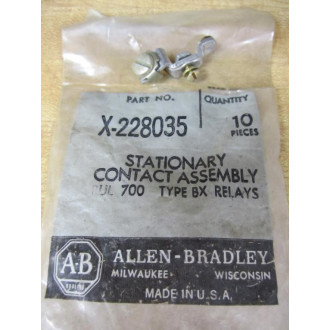 PART NO.
QUANTITY
X-228035
10
PIECES
STATIONARY
CONTACT ASSEMBLY
BUL 700 TYPE BX RELAYS
A-B
ALLEN-BRADLEY
MILWAUKEE WISCONSIN
MADE IN U.S.A.